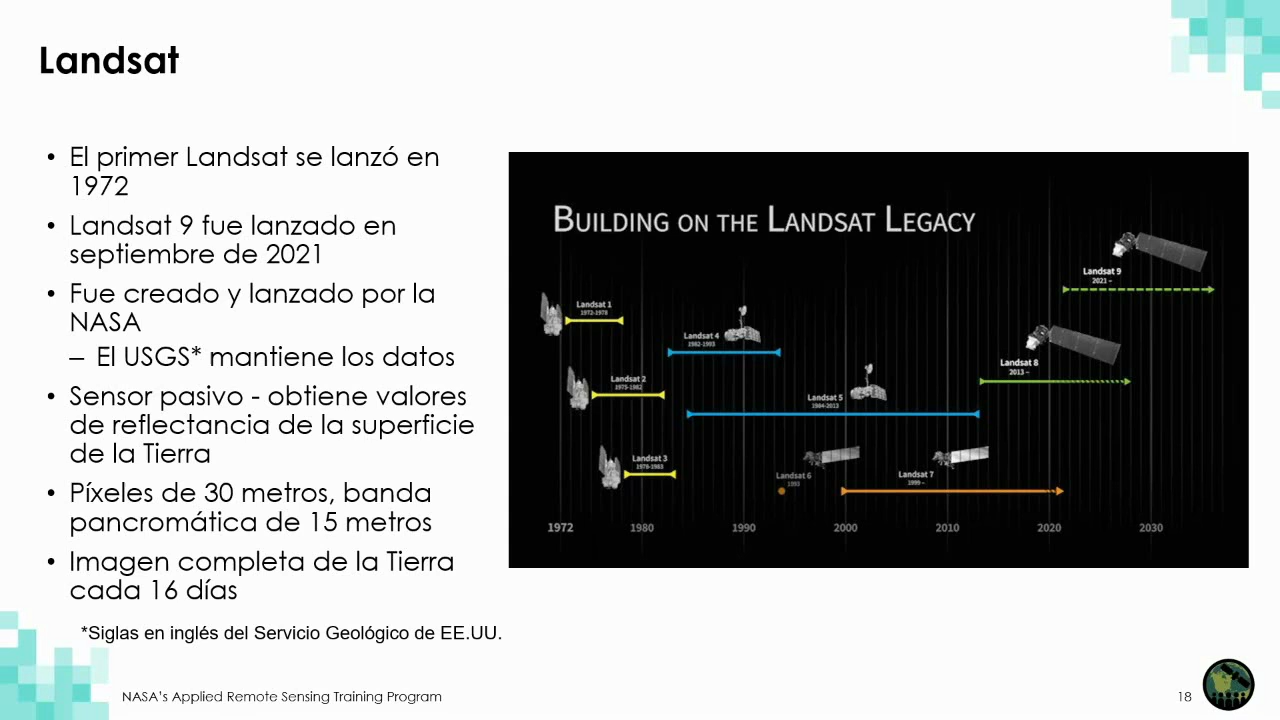 Landsat
• El primer Landsat se lanzó en
1972
• Landsat 9 fue lanzado en
septiembre de 2021
• Fue creado y lanzado por la
NASA
– El USGS* mantiene los datos
• Sensor pasivo - obtiene valores
de reflectancia de la superficie
de la Tierra
• Píxeles de 30 metros, banda
pancromática de 15 metros
• Imagen completa de la Tierra
cada 16 días
*Siglas en inglés del Servicio Geológico de EE.UU.
BUILDING ON THE LANDSAT LEGACY
Landsat 9
2021 –
Landsat 1
1972-1978
Landsat 4
1982-1993
Landsat 8
2013 –
Landsat 2
1975-1982
Landsat 5
1984-2013
Landsat 3
1978-1983
Landsat 6
1993
Landsat 7
1999 –
1972 1980 1990 2000 2010 2020 2030
NASA's Applied Remote Sensing Training Program
18